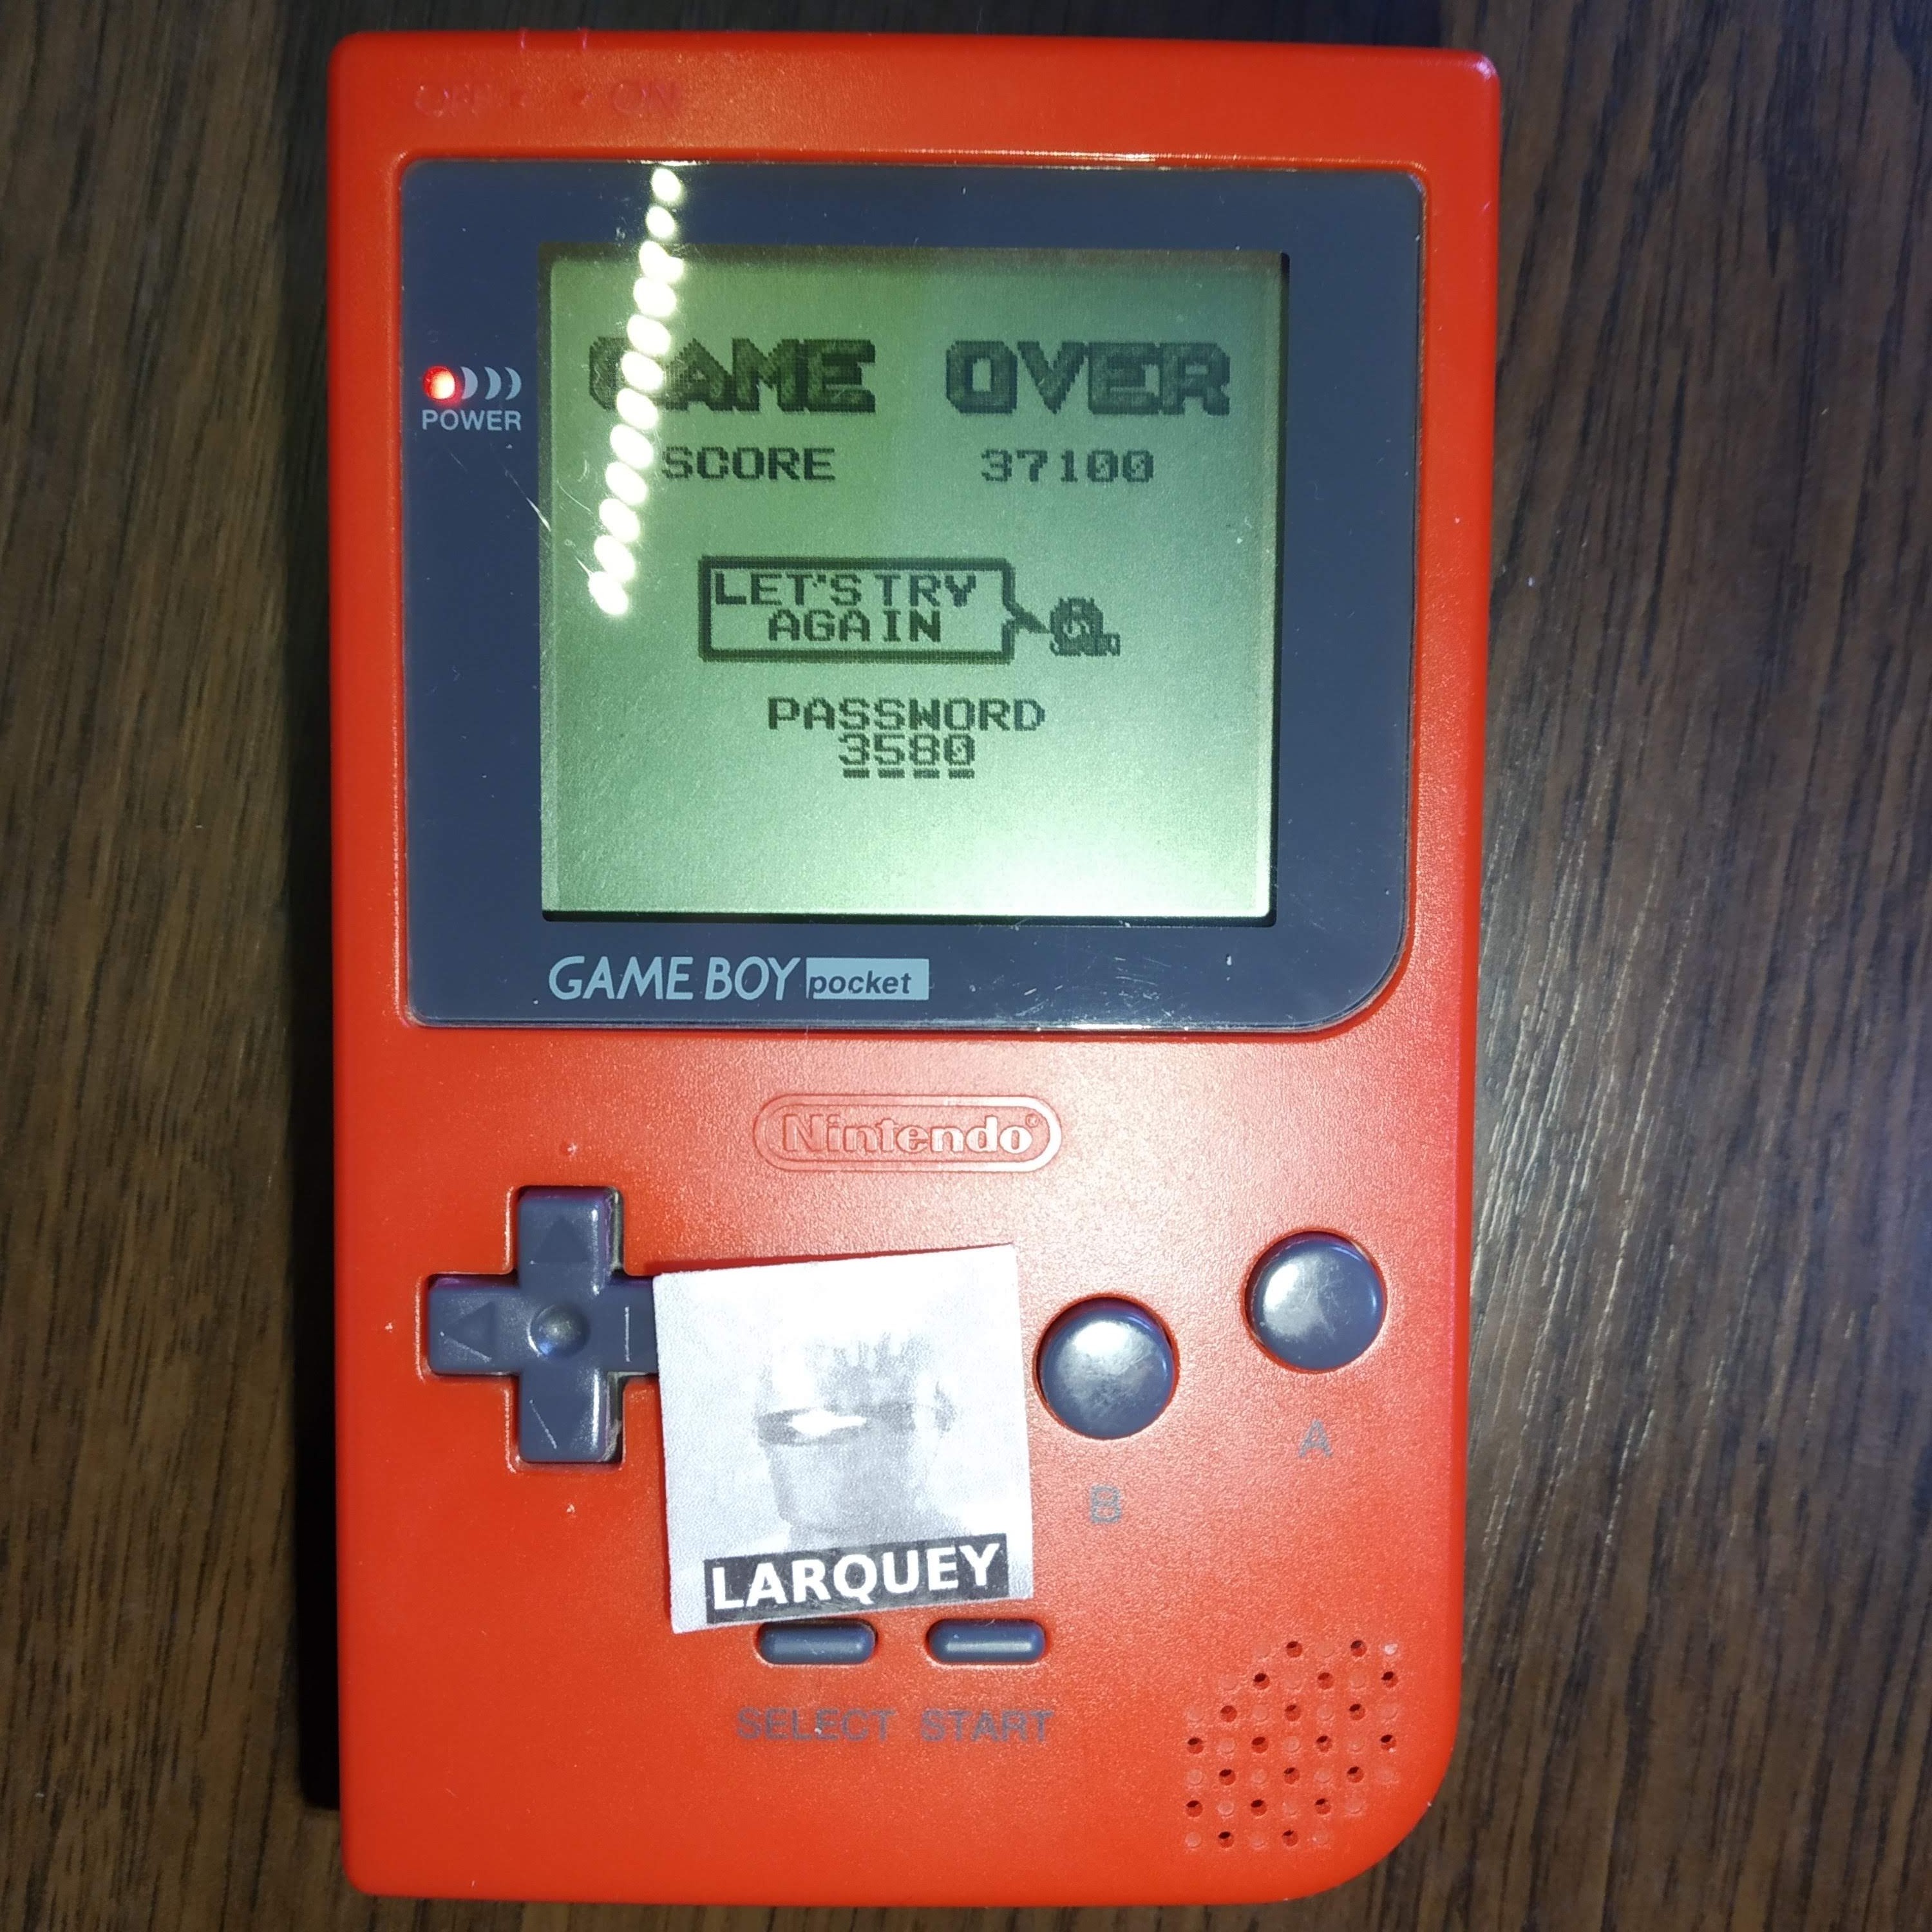 OFF ON
GAME OVER
SCORE 37100
LET'S TRY
AGAIN
POWER
PASSWORD
3580
GAME BOY pocket
Nintendo®
A
B
LARQUEY
SELECT START